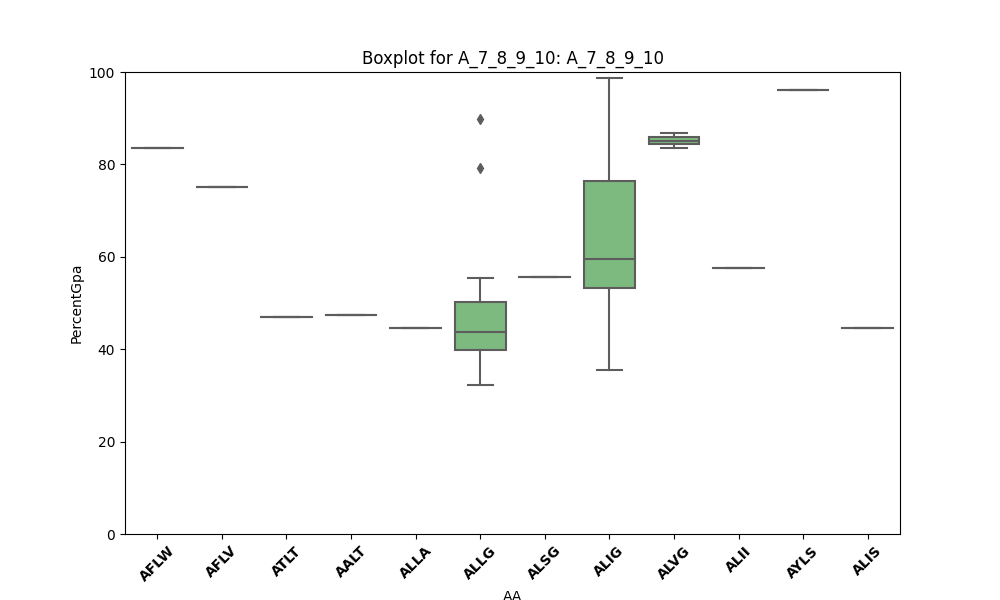 Boxplot for A_7_8_9_10: A_7_8_9_10
PercentGpa
100
80
60
40
20
0
AFLW
AFLV
ATLT
AALT
ALLA
ALLG
ALSG
ALIG
ALVG
ALII
AYLS
ALIS
AA